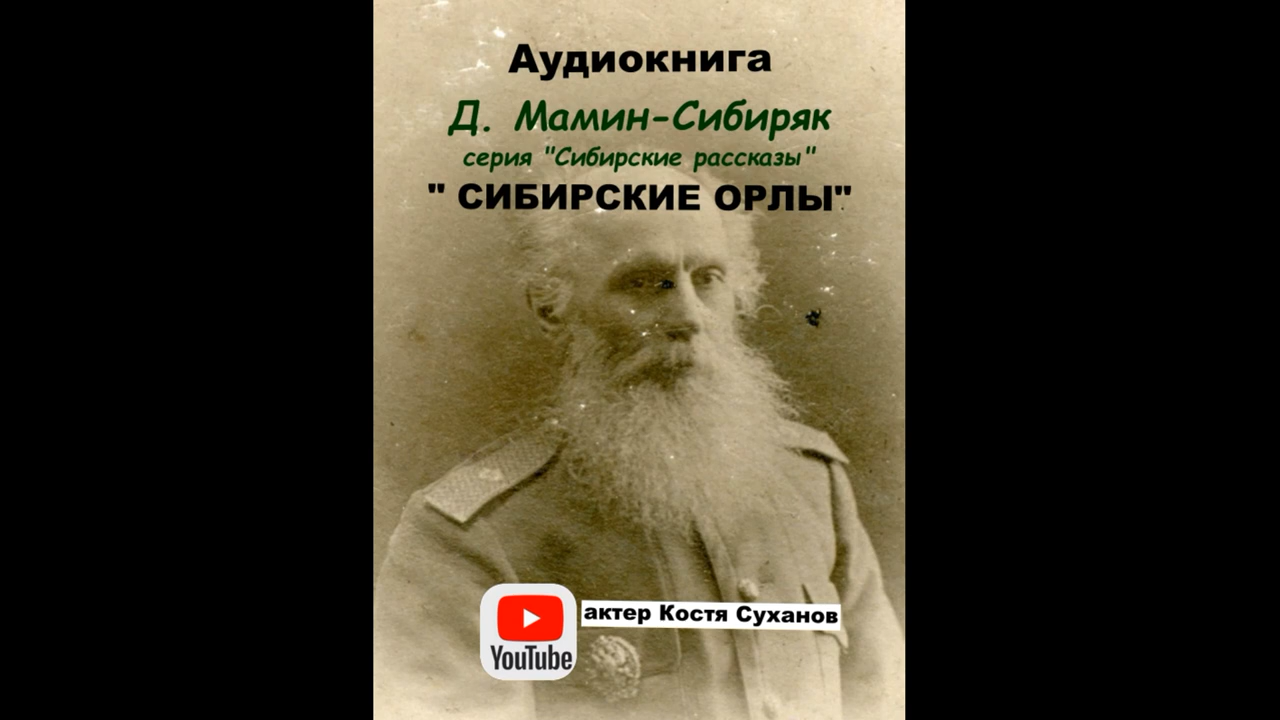 Аудиокнига
Д. Мамин-Сибиряк
серия "Сибирские рассказы"
" СИБИРСКИЕ ОРЛЫ"
актер Костя Суханов
YouTube